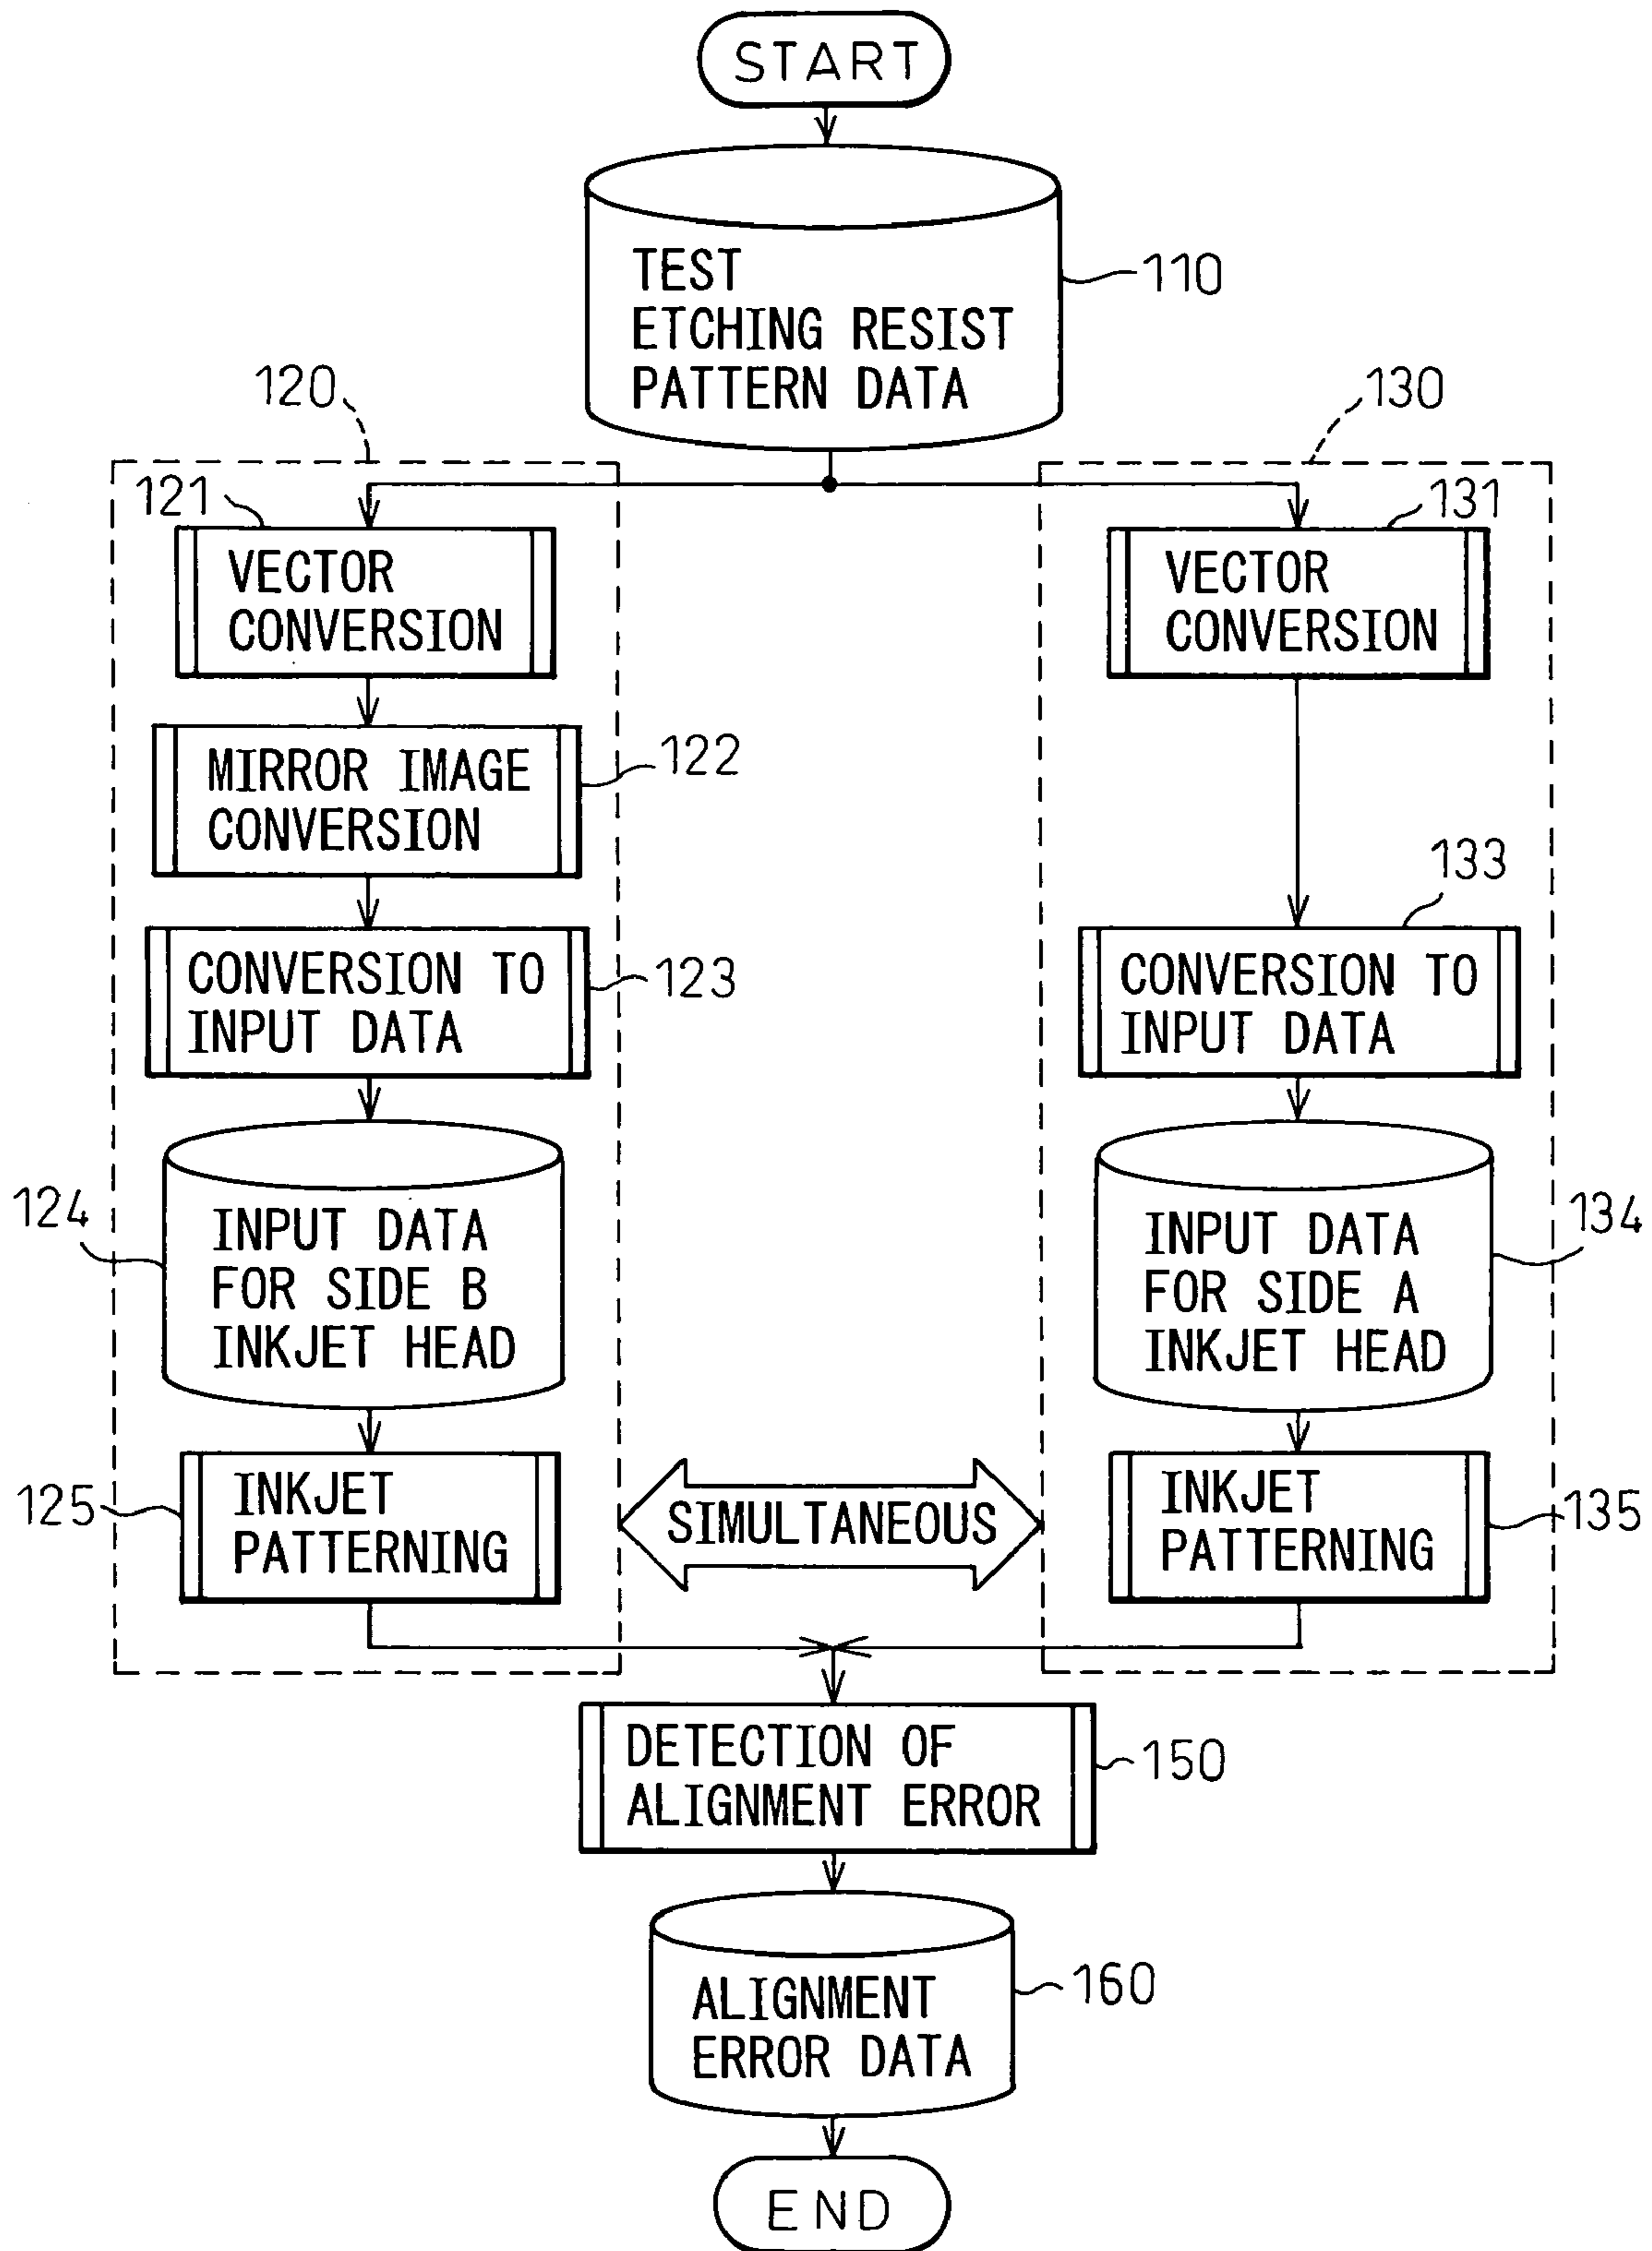 START
TEST
ETCHING RESIST
PATTERN DATA
110
120
130
121
VECTOR
CONVERSION
131
VECTOR
CONVERSION
MIRROR IMAGE
CONVERSION
122
133
CONVERSION TO
INPUT DATA
123
CONVERSION TO
INPUT DATA
124
INPUT DATA
FOR SIDE B
INKJET HEAD
INPUT DATA
FOR SIDE A
INKJET HEAD
134
125
INKJET
PATTERNING
SIMULTANEOUS
INKJET
PATTERNING
135
DETECTION OF
ALIGNMENT ERROR
150
ALIGNMENT
ERROR DATA
160
END